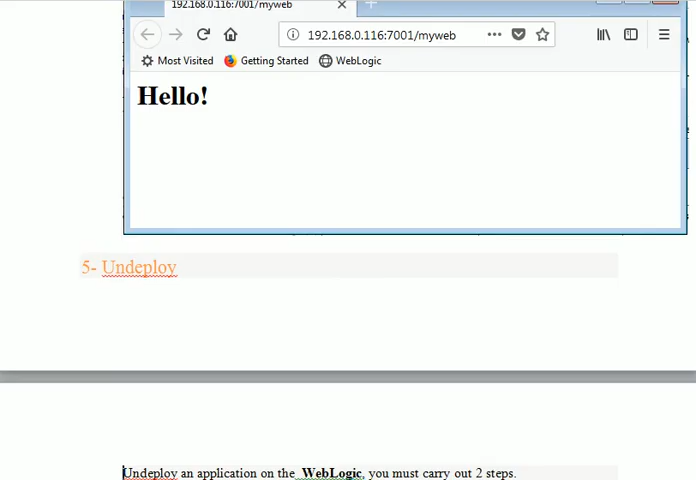 192.168.0.116:7001/myweb
192.168.0.116:7001/myweb
Most Visited Getting Started WebLogic
Hello!
5- Undeploy
Undeploy an application on the WebLogic, you must carry out 2 steps.